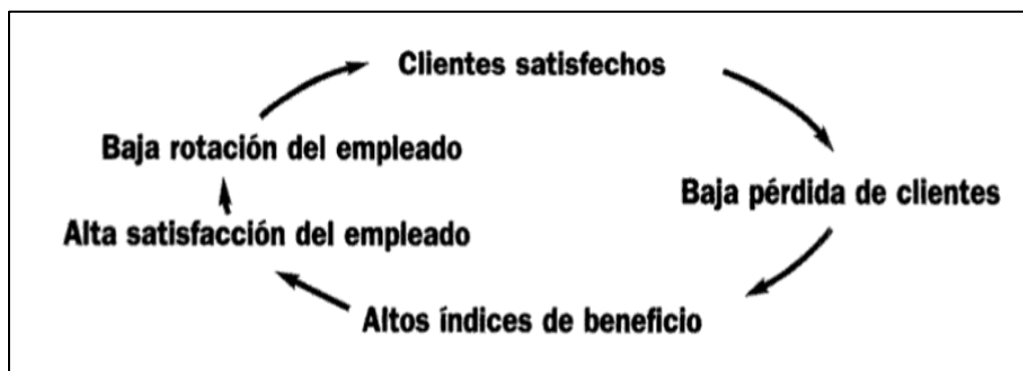 Clientes satisfechos
Baja rotación del empleado
Baja pérdida de clientes
Alta satisfacción del empleado
Altos índices de beneficio